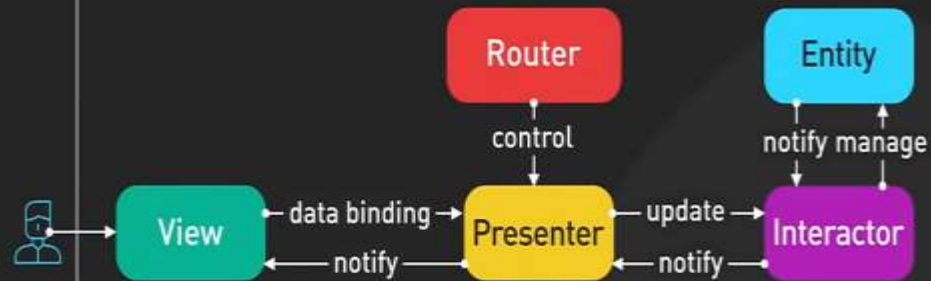 Router
Entity
control
notify manage
View
data binding
Presenter
update
Interactor
notify
notify